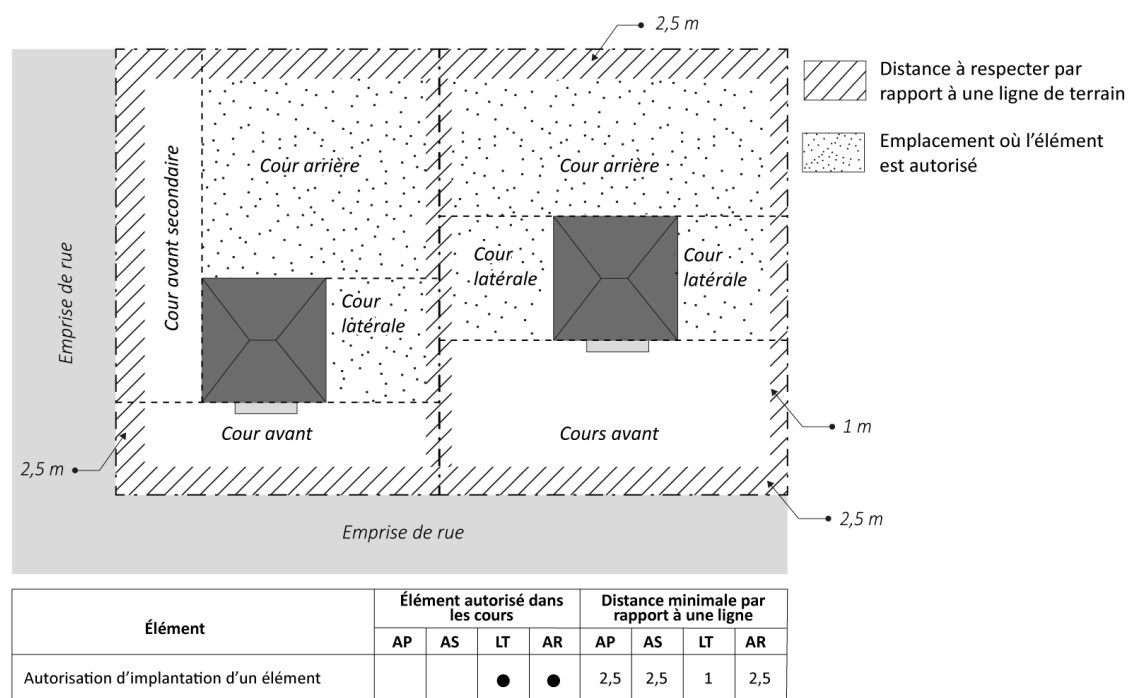 2,5 m
Distance à respecter par
rapport à une ligne de terrain
Emplacement où l'élément
est autorisé
Emprise de rue
Cour avant secondaire
Cour arrière
Cour arrière
Cour
latérale
Cour
latérale
Cour
latérale
Cour avant
Cours avant
1 m
2,5 m
2,5 m
Emprise de rue
Élément
Élément autorisé dans
les cours
Distance minimale par
rapport à une ligne
AP AS LT AR AP AS LT AR
Autorisation d'implantation d'un élément ● ● 2,5 2,5 1 2,5